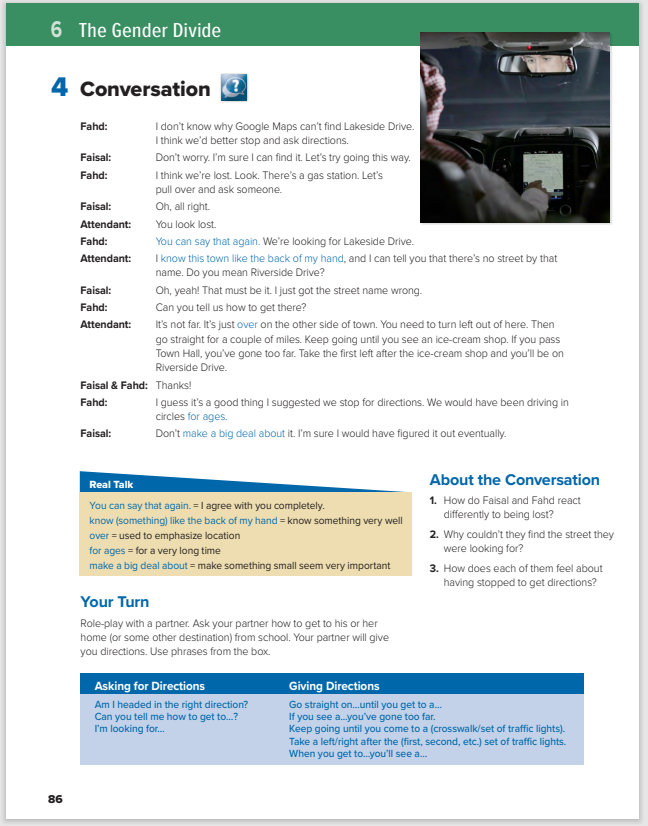 6 The Gender Divide
4 Conversation
Fahd: I don't know why Google Maps can't find Lakeside Drive.
I think we'd better stop and ask directions.
Faisal: Don't worry. I'm sure I can find it. Let's try going this way.
Fahd: I think we're lost. Look. There's a gas station. Let's
pull over and ask someone.
Faisal: Oh, all right.
Attendant: You look lost.
Fahd: You can say that again. We're looking for Lakeside Drive.
Attendant: I know this town like the back of my hand, and I can tell you that there's no street by that
name. Do you mean Riverside Drive?
Faisal: Oh, yeah! That must be it. I just got the street name wrong.
Fahd: Can you tell us how to get there?
Attendant: It's not far. It's just over on the other side of town. You need to turn left out of here. Then
go straight for a couple of miles. Keep going until you see an ice-cream shop. If you pass
Town Hall, you've gone too far. Take the first left after the ice-cream shop and you'll be on
Riverside Drive.
Faisal & Fahd: Thanks!
Fahd: I guess it's a good thing I suggested we stop for directions. We would have been driving in
circles for ages.
Faisal: Don't make a big deal about it. I'm sure I would have figured it out eventually.
Real Talk
You can say that again. = I agree with you completely.
know (something) like the back of my hand = know something very well
over = used to emphasize location
for ages = for a very long time
make a big deal about = make something small seem very important
About the Conversation
1. How do Faisal and Fahd react
differently to being lost?
2. Why couldn't they find the street they
were looking for?
3. How does each of them feel about
having stopped to get directions?
Your Turn
Role-play with a partner. Ask your partner how to get to his or her
home (or some other destination) from school. Your partner will give
you directions. Use phrases from the box.
Asking for Directions
Am I headed in the right direction?
Can you tell me how to get to...?
I'm looking for...
Giving Directions
Go straight on...until you get to a...
If you see a...you've gone too far.
Keep going until you come to a (crosswalk/set of traffic lights).
Take a left/right after the (first, second, etc.) set of traffic lights.
When you get to...you'll see a...
86